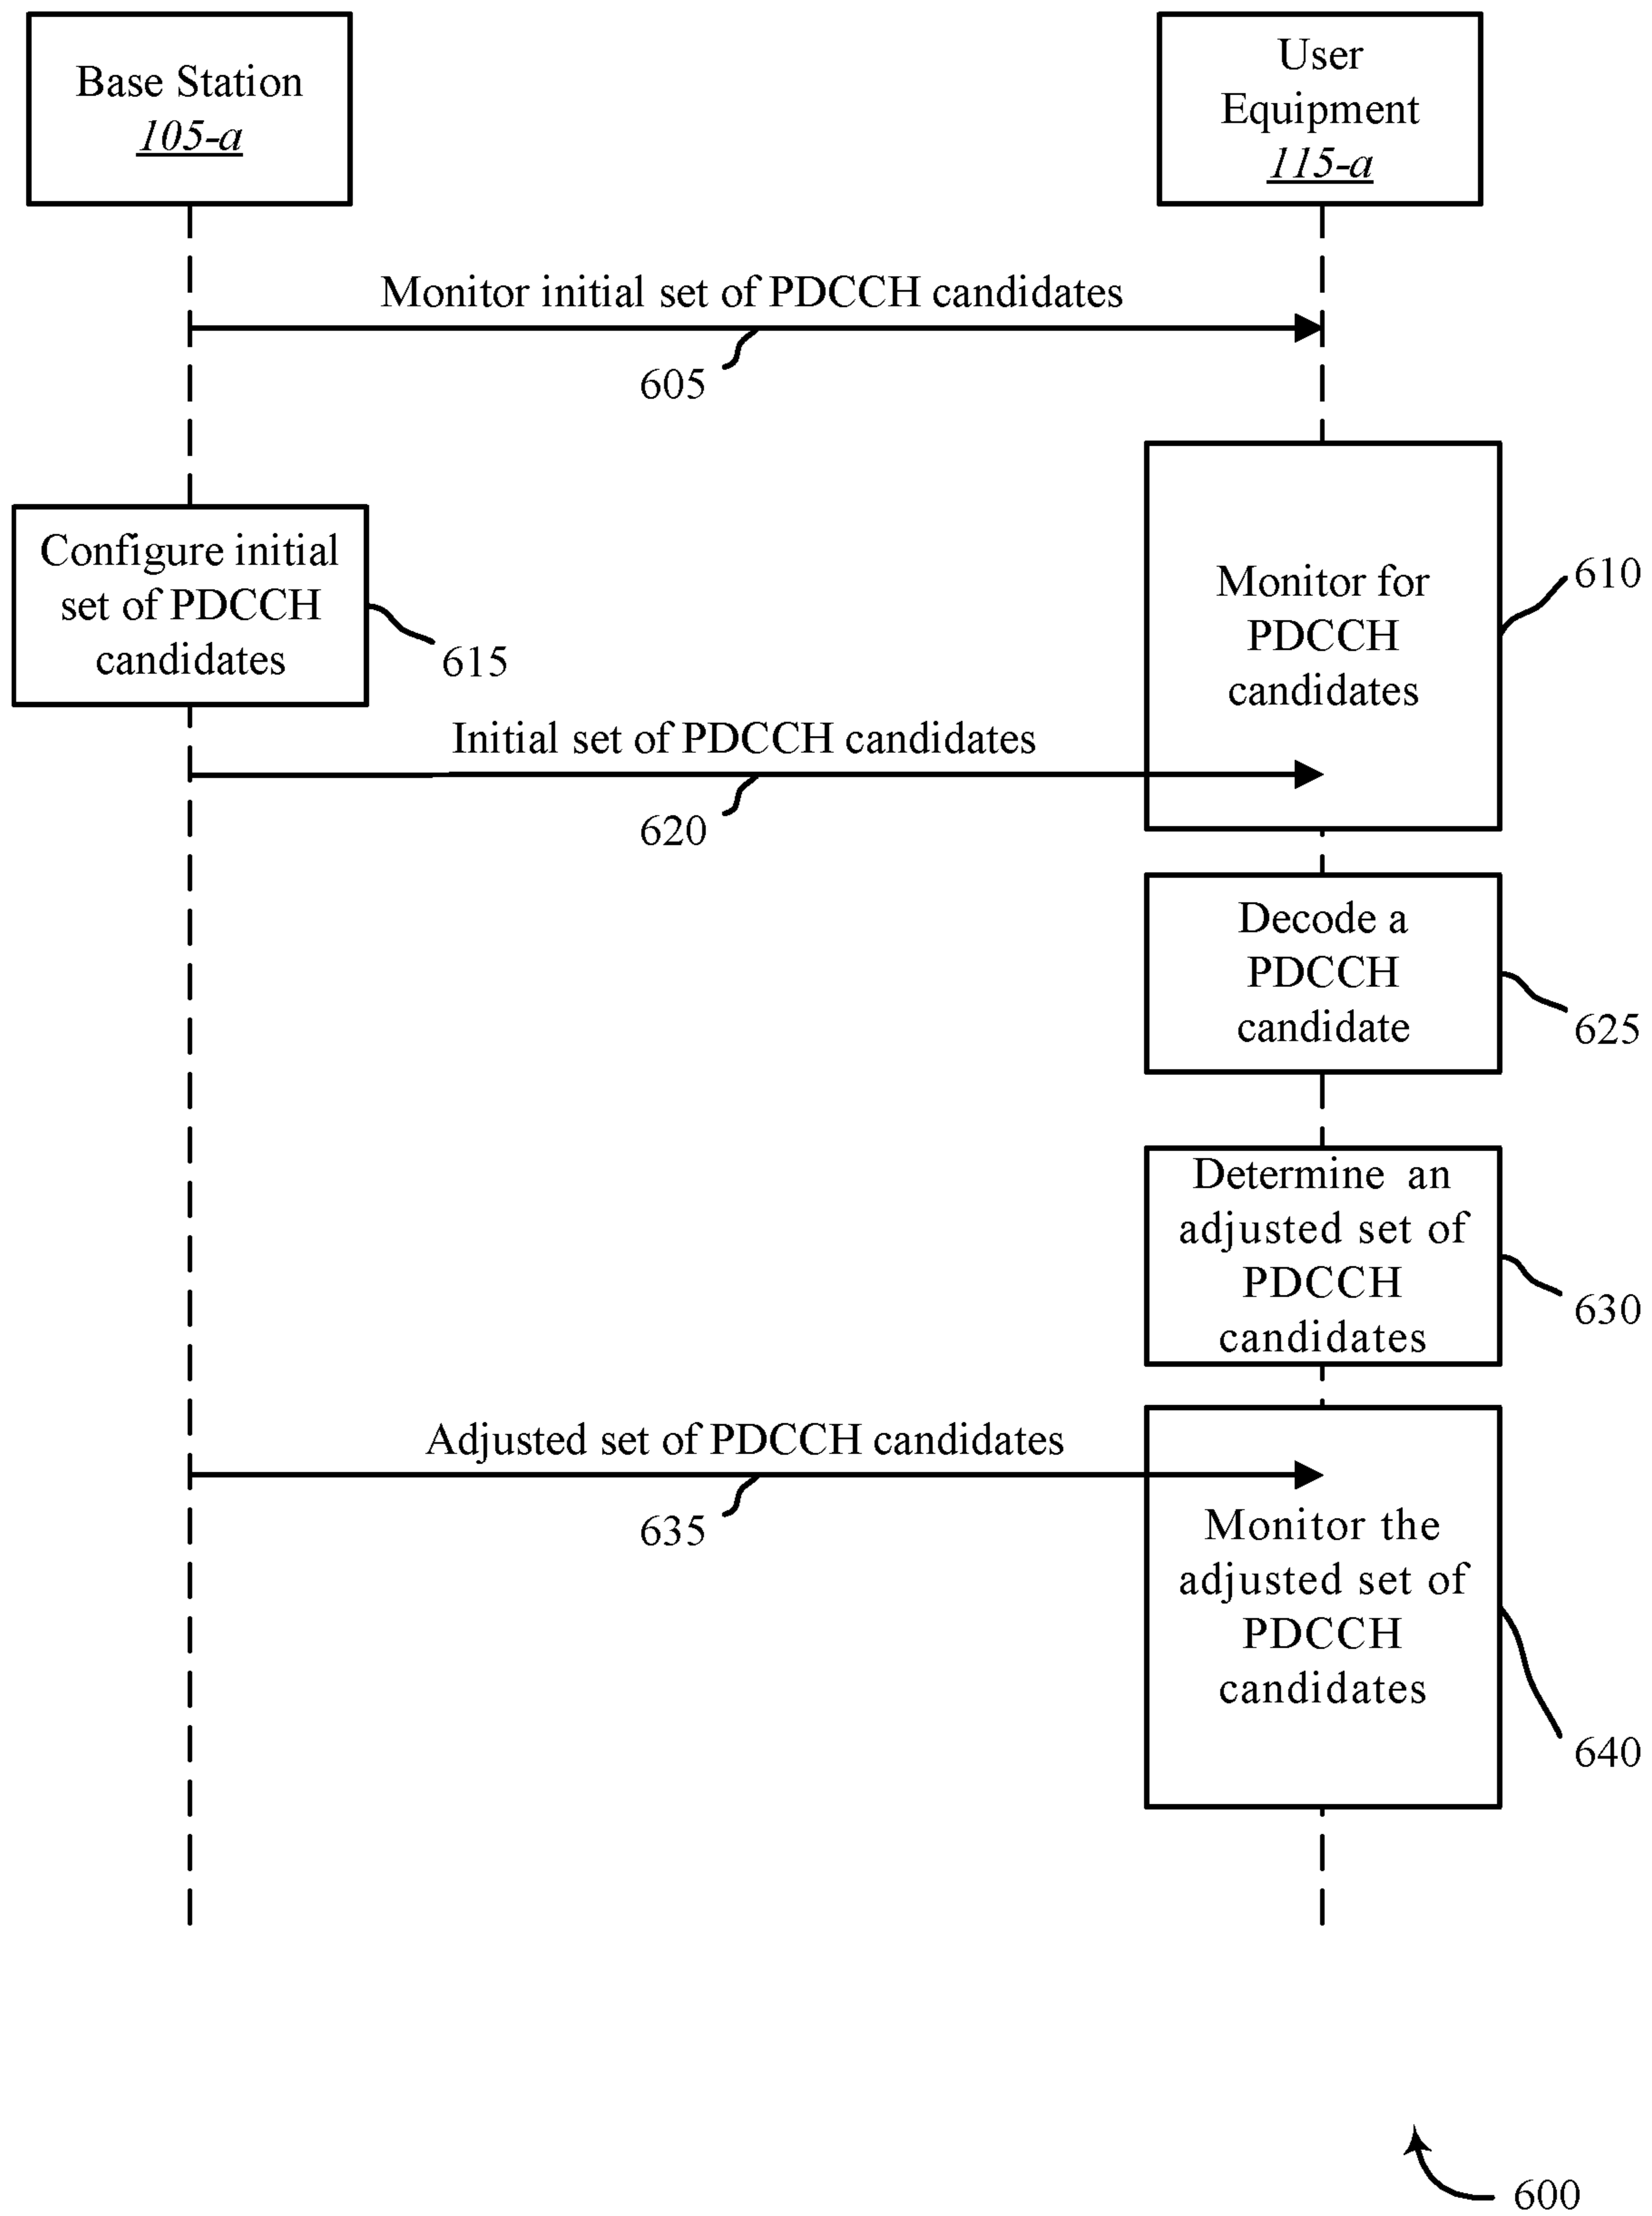 Base Station
105-a
User
Equipment
115-a
Monitor initial set of PDCCH candidates
605
Configure initial
set of PDCCH
candidates
615
Monitor for
PDCCH
candidates
610
Initial set of PDCCH candidates
620
Decode a
PDCCH
candidate
625
Determine an
adjusted set of
PDCCH
candidates
630
Adjusted set of PDCCH candidates
635
Monitor the
adjusted set of
PDCCH
candidates
640
600